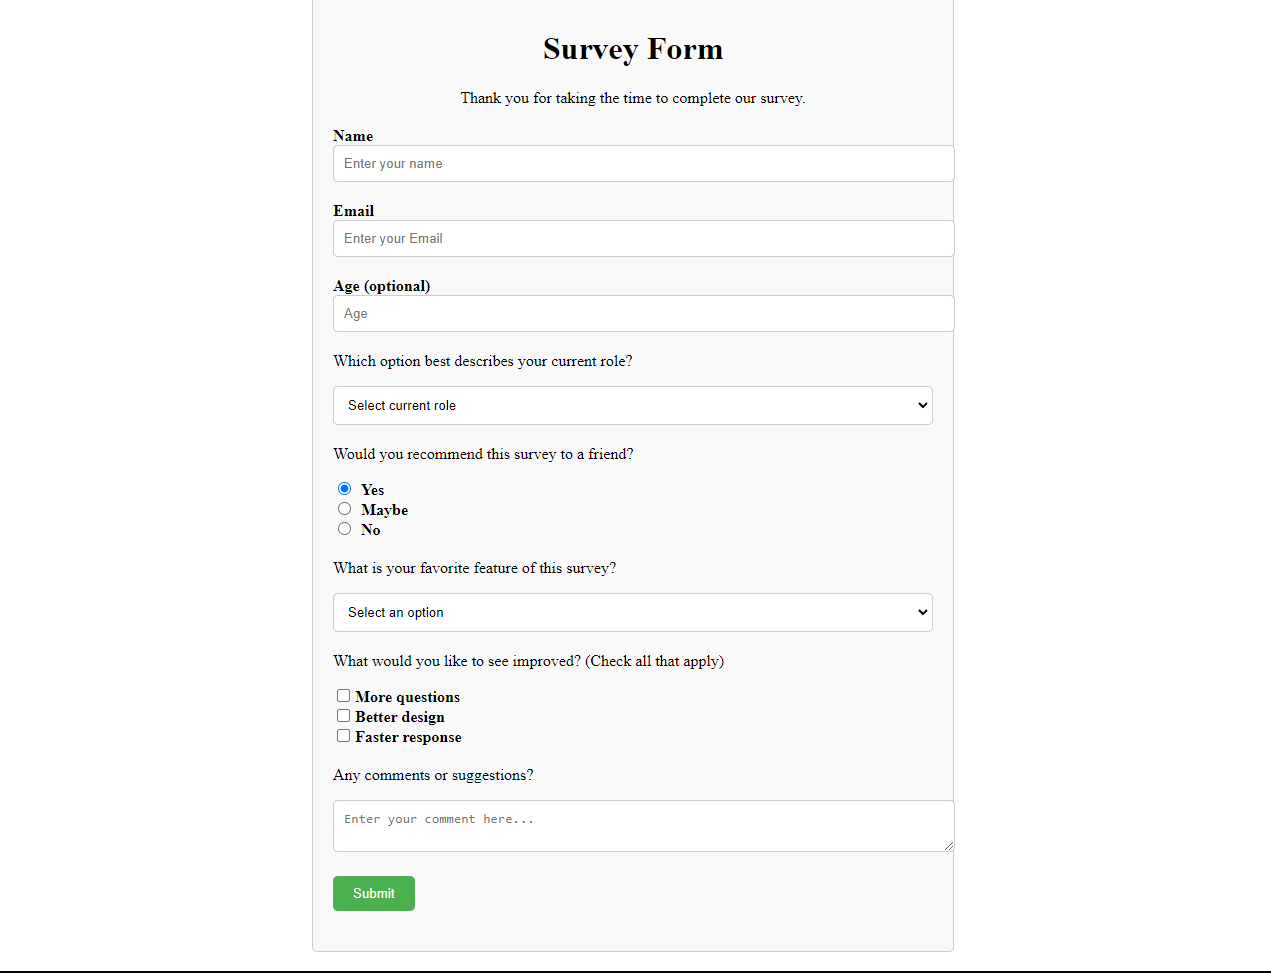 Survey Form
Thank you for taking the time to complete our survey.
Name
Enter your name
Email
Enter your Email
Age (optional)
Age
Which option best describes your current role?
Select current role
Would you recommend this survey to a friend?
Yes
Maybe
No
What is your favorite feature of this survey?
Select an option
What would you like to see improved? (Check all that apply)
More questions
Better design
Faster response
Any comments or suggestions?
Enter your comment here...
Submit